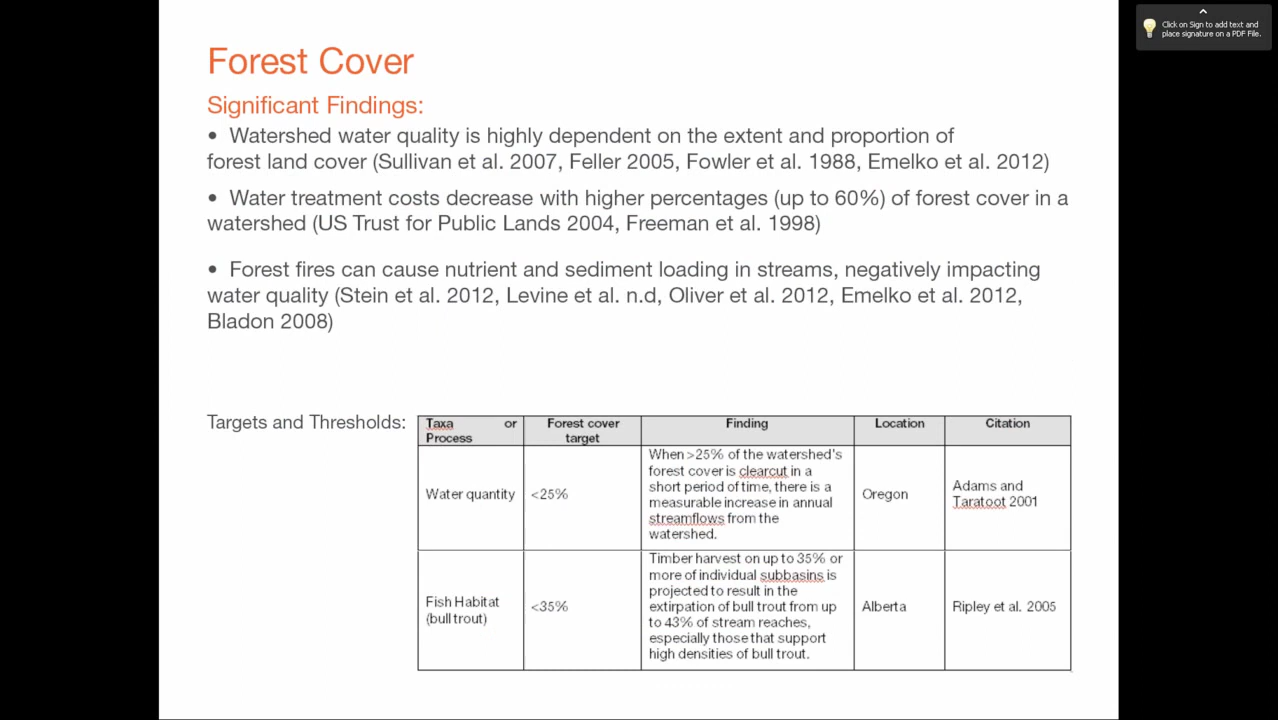 Click on Sign to add text and
place signature on a PDF File.
Forest Cover
Significant Findings:
• Watershed water quality is highly dependent on the extent and proportion of
forest land cover (Sullivan et al. 2007, Feller 2005, Fowler et al. 1988, Emelko et al. 2012)
• Water treatment costs decrease with higher percentages (up to 60%) of forest cover in a
watershed (US Trust for Public Lands 2004, Freeman et al. 1998)
• Forest fires can cause nutrient and sediment loading in streams, negatively impacting
water quality (Stein et al. 2012, Levine et al. n.d, Oliver et al. 2012, Emelko et al. 2012,
Bladon 2008)
Targets and Thresholds:
Taxa or
Process
Forest cover
target
Finding
Location
Citation
Water quantity
<25%
When >25% of the watershed's
forest cover is clearcut in a
short period of time, there is a
measurable increase in annual
streamflows from the
watershed.
Oregon
Adams and
Taratoot 2001
Fish Habitat
(bull trout)
<35%
Timber harvest on up to 35% or
more of individual subbasins is
projected to result in the
extirpation of bull trout from up
to 43% of stream reaches,
especially those that support
high densities of bull trout.
Alberta
Ripley et al. 2005